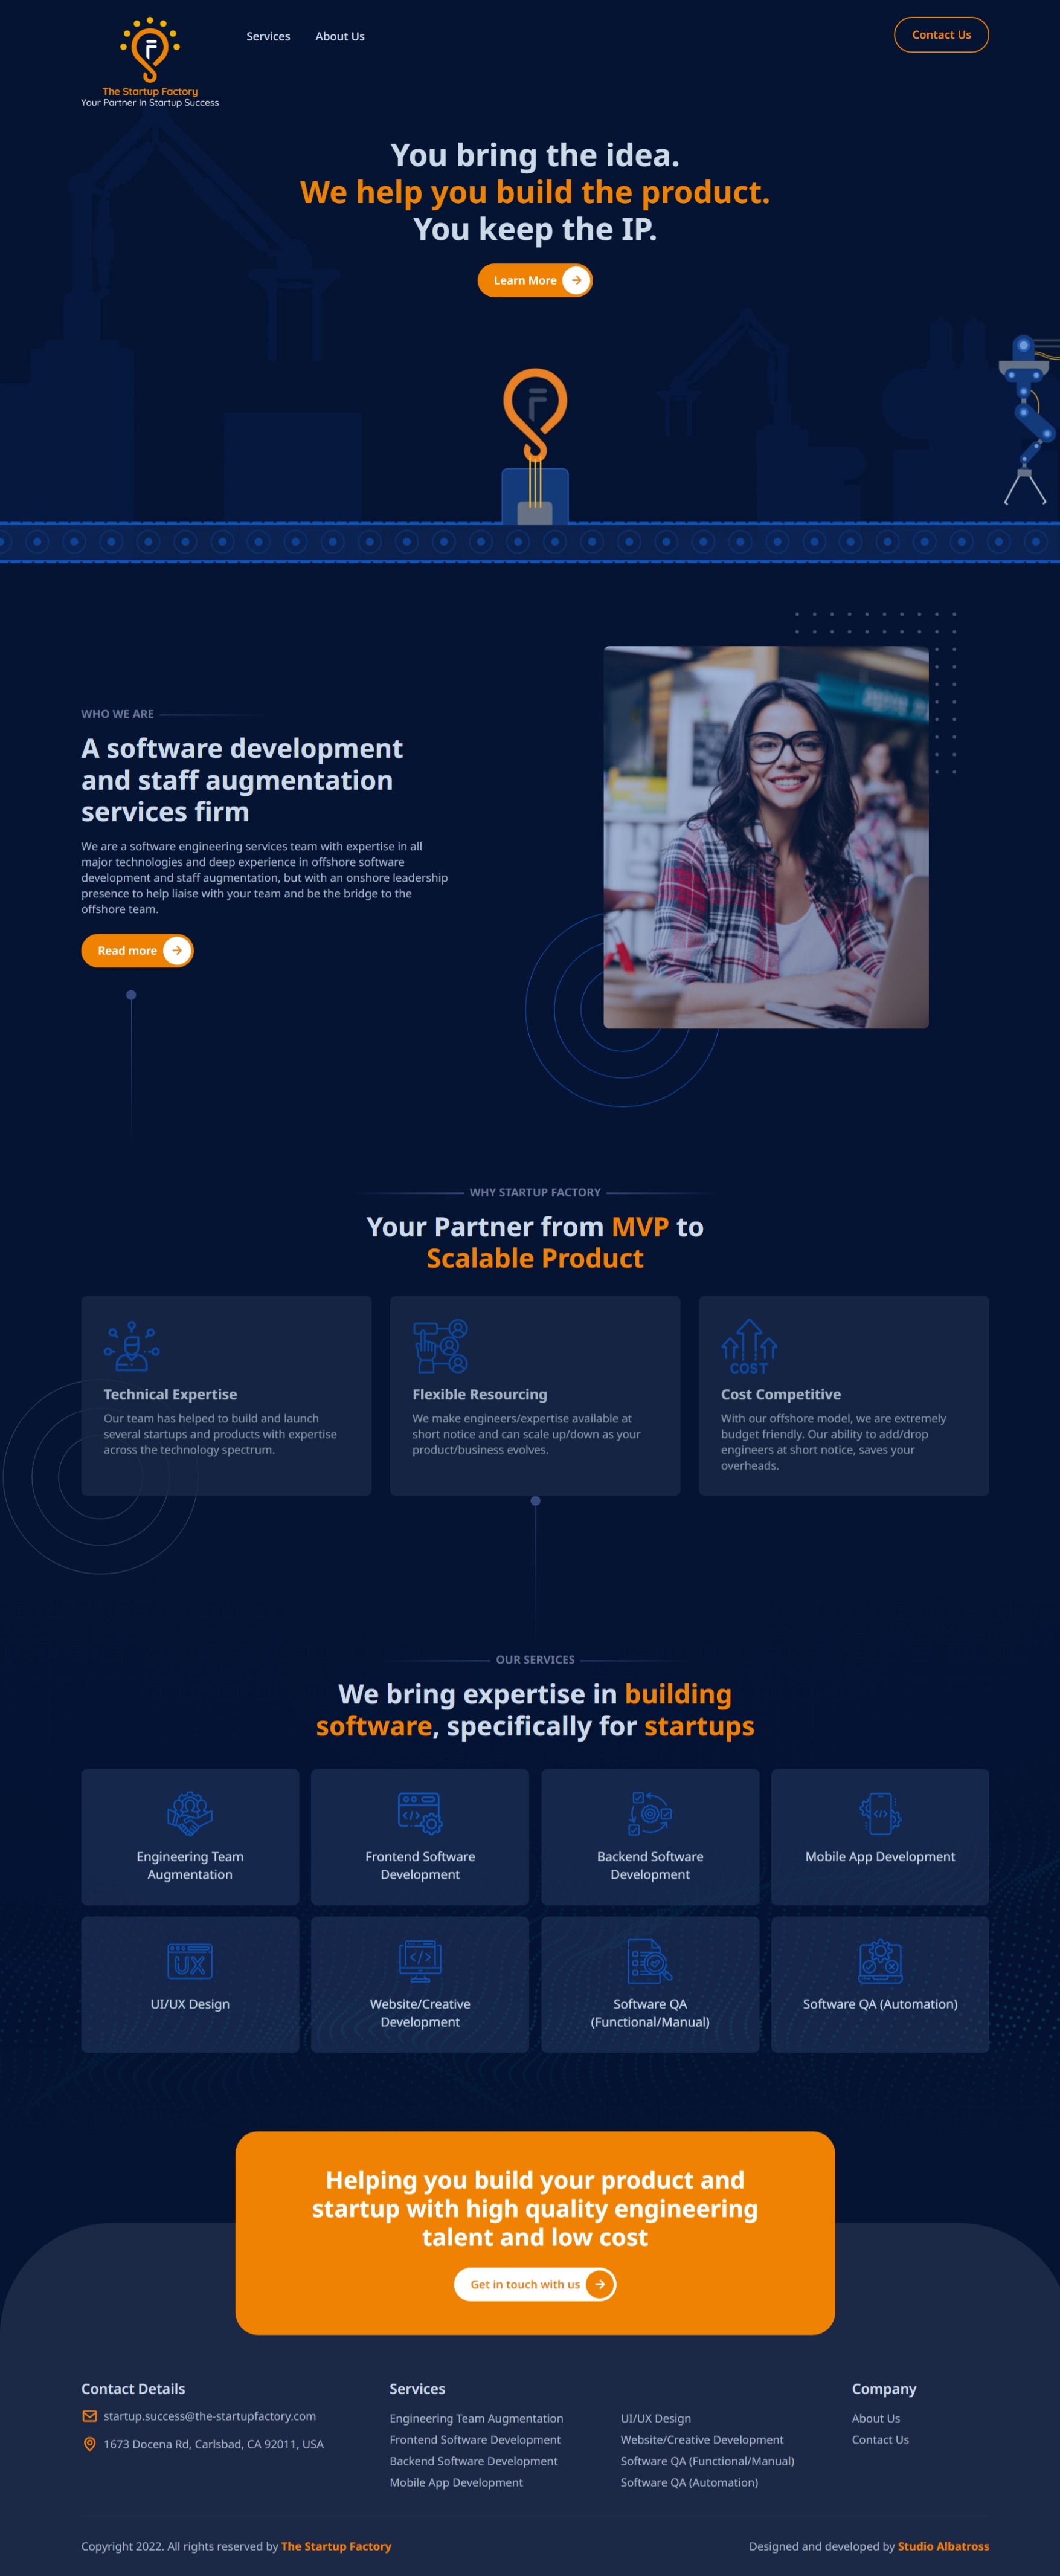 F
The Startup Factory
Your Partner In Startup Success
Services
About Us
Contact Us
You bring the idea.
We help you build the product.
You keep the IP.
Learn More
F
WHO WE ARE
A software development
and staff augmentation
services firm
We are a software engineering services team with expertise in all
major technologies and deep experience in offshore software
development and staff augmentation, but with an onshore leadership
presence to help liaise with your team and be the bridge to the
offshore team.
Read more
WHY STARTUP FACTORY
Your Partner from MVP to
Scalable Product
COST
Technical Expertise
Our team has helped to build and launch
several startups and products with expertise
across the technology spectrum.
Flexible Resourcing
We make engineers/expertise available at
short notice and can scale up/down as your
product/business evolves.
Cost Competitive
With our offshore model, we are extremely
budget friendly. Our ability to add/drop
engineers at short notice, saves your
overheads.
OUR SERVICES
We bring expertise in building
software, specifically for startups
Engineering Team
Augmentation
Frontend Software
Development
Backend Software
Development
Mobile App Development
UX
UI/UX Design
Website/Creative
Development
Software QA
(Functional/Manual)
Software QA (Automation)
Helping you build your product and
startup with high quality engineering
talent and low cost
Get in touch with us
Contact Details
startup.success@the-startupfactory.com
1673 Docena Rd, Carlsbad, CA 92011, USA
Services
Engineering Team Augmentation
Frontend Software Development
Backend Software Development
Mobile App Development
UI/UX Design
Website/Creative Development
Software QA (Functional/Manual)
Software QA (Automation)
Company
About Us
Contact Us
Copyright 2022. All rights reserved by The Startup Factory
Designed and developed by Studio Albatross